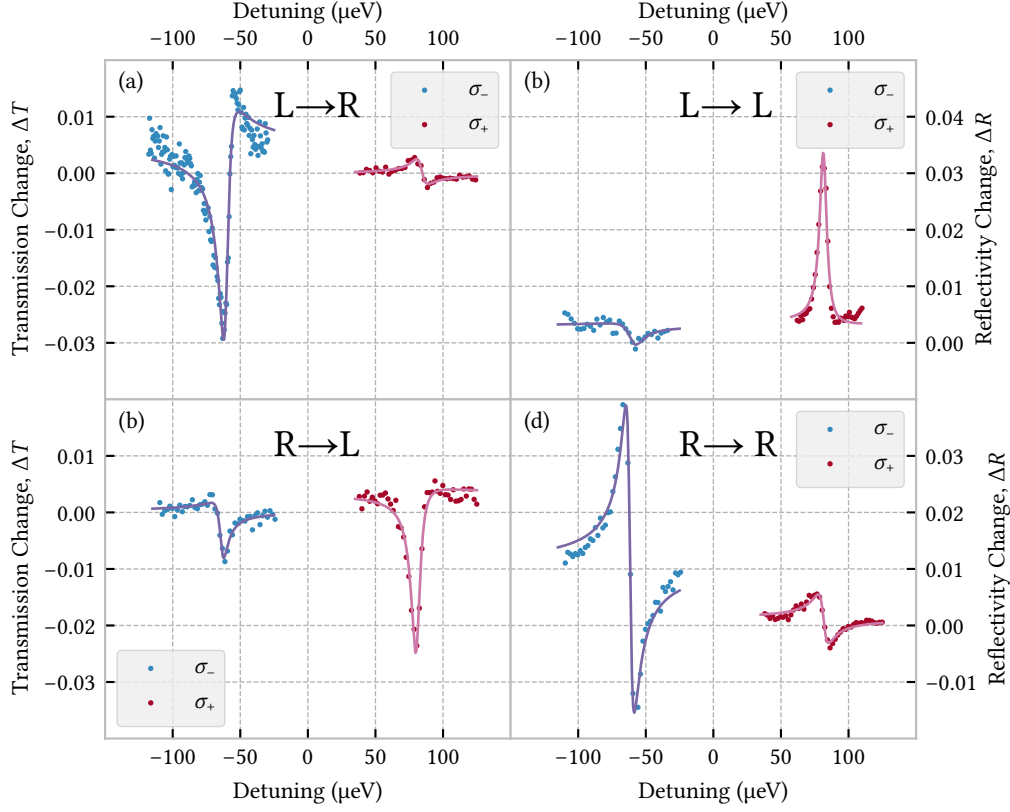 Detuning (μeV)
Detuning (μeV)
−100 −50 0 50 100
−100 −50 0 50 100
(a)
L→R
σ−
σ+
0.01
0.00
−0.01
−0.02
−0.03
Transmission Change, ΔT
(b)
L→ L
σ−
σ+
0.04
0.03
0.02
0.01
0.00
Reflectivity Change, ΔR
(b)
R→L
σ−
σ+
0.01
0.00
−0.01
−0.02
−0.03
Transmission Change, ΔT
(d)
R→ R
σ−
σ+
0.03
0.02
0.01
0.00
−0.01
Reflectivity Change, ΔR
−100 −50 0 50 100
−100 −50 0 50 100
Detuning (μeV)
Detuning (μeV)